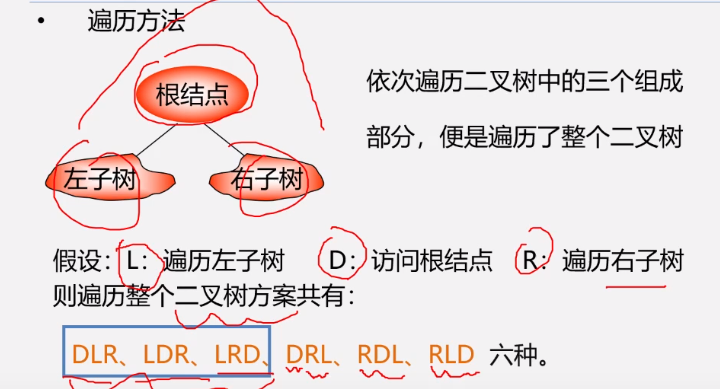 • 遍历方法
根结点
依次遍历二叉树中的三个组成
部分，便是遍历了整个二叉树
左子树 右子树
假设：L：遍历左子树 D：访问根结点 R：遍历右子树
则遍历整个二叉树方案共有：
DLR、LDR、LRD、DRL、RDL、RLD 六种。